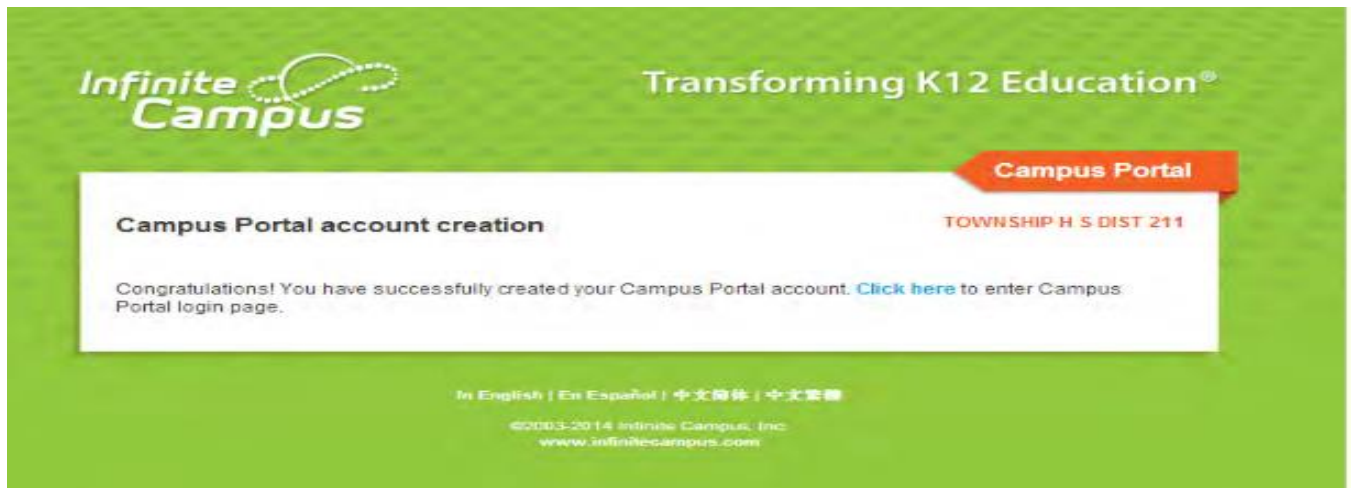 Infinite
Campus
Transforming K12 Education®
Campus Portal
Campus Portal account creation
TOWNSHIP H S DIST 211
Congratulations! You have successfully created your Campus Portal account. Click here to enter Campus
Portal login page.
In English | En Español | 中文简体 | 中文繁體
©2003-2014 Infinite Campus, Inc.
www.infinitecampus.com